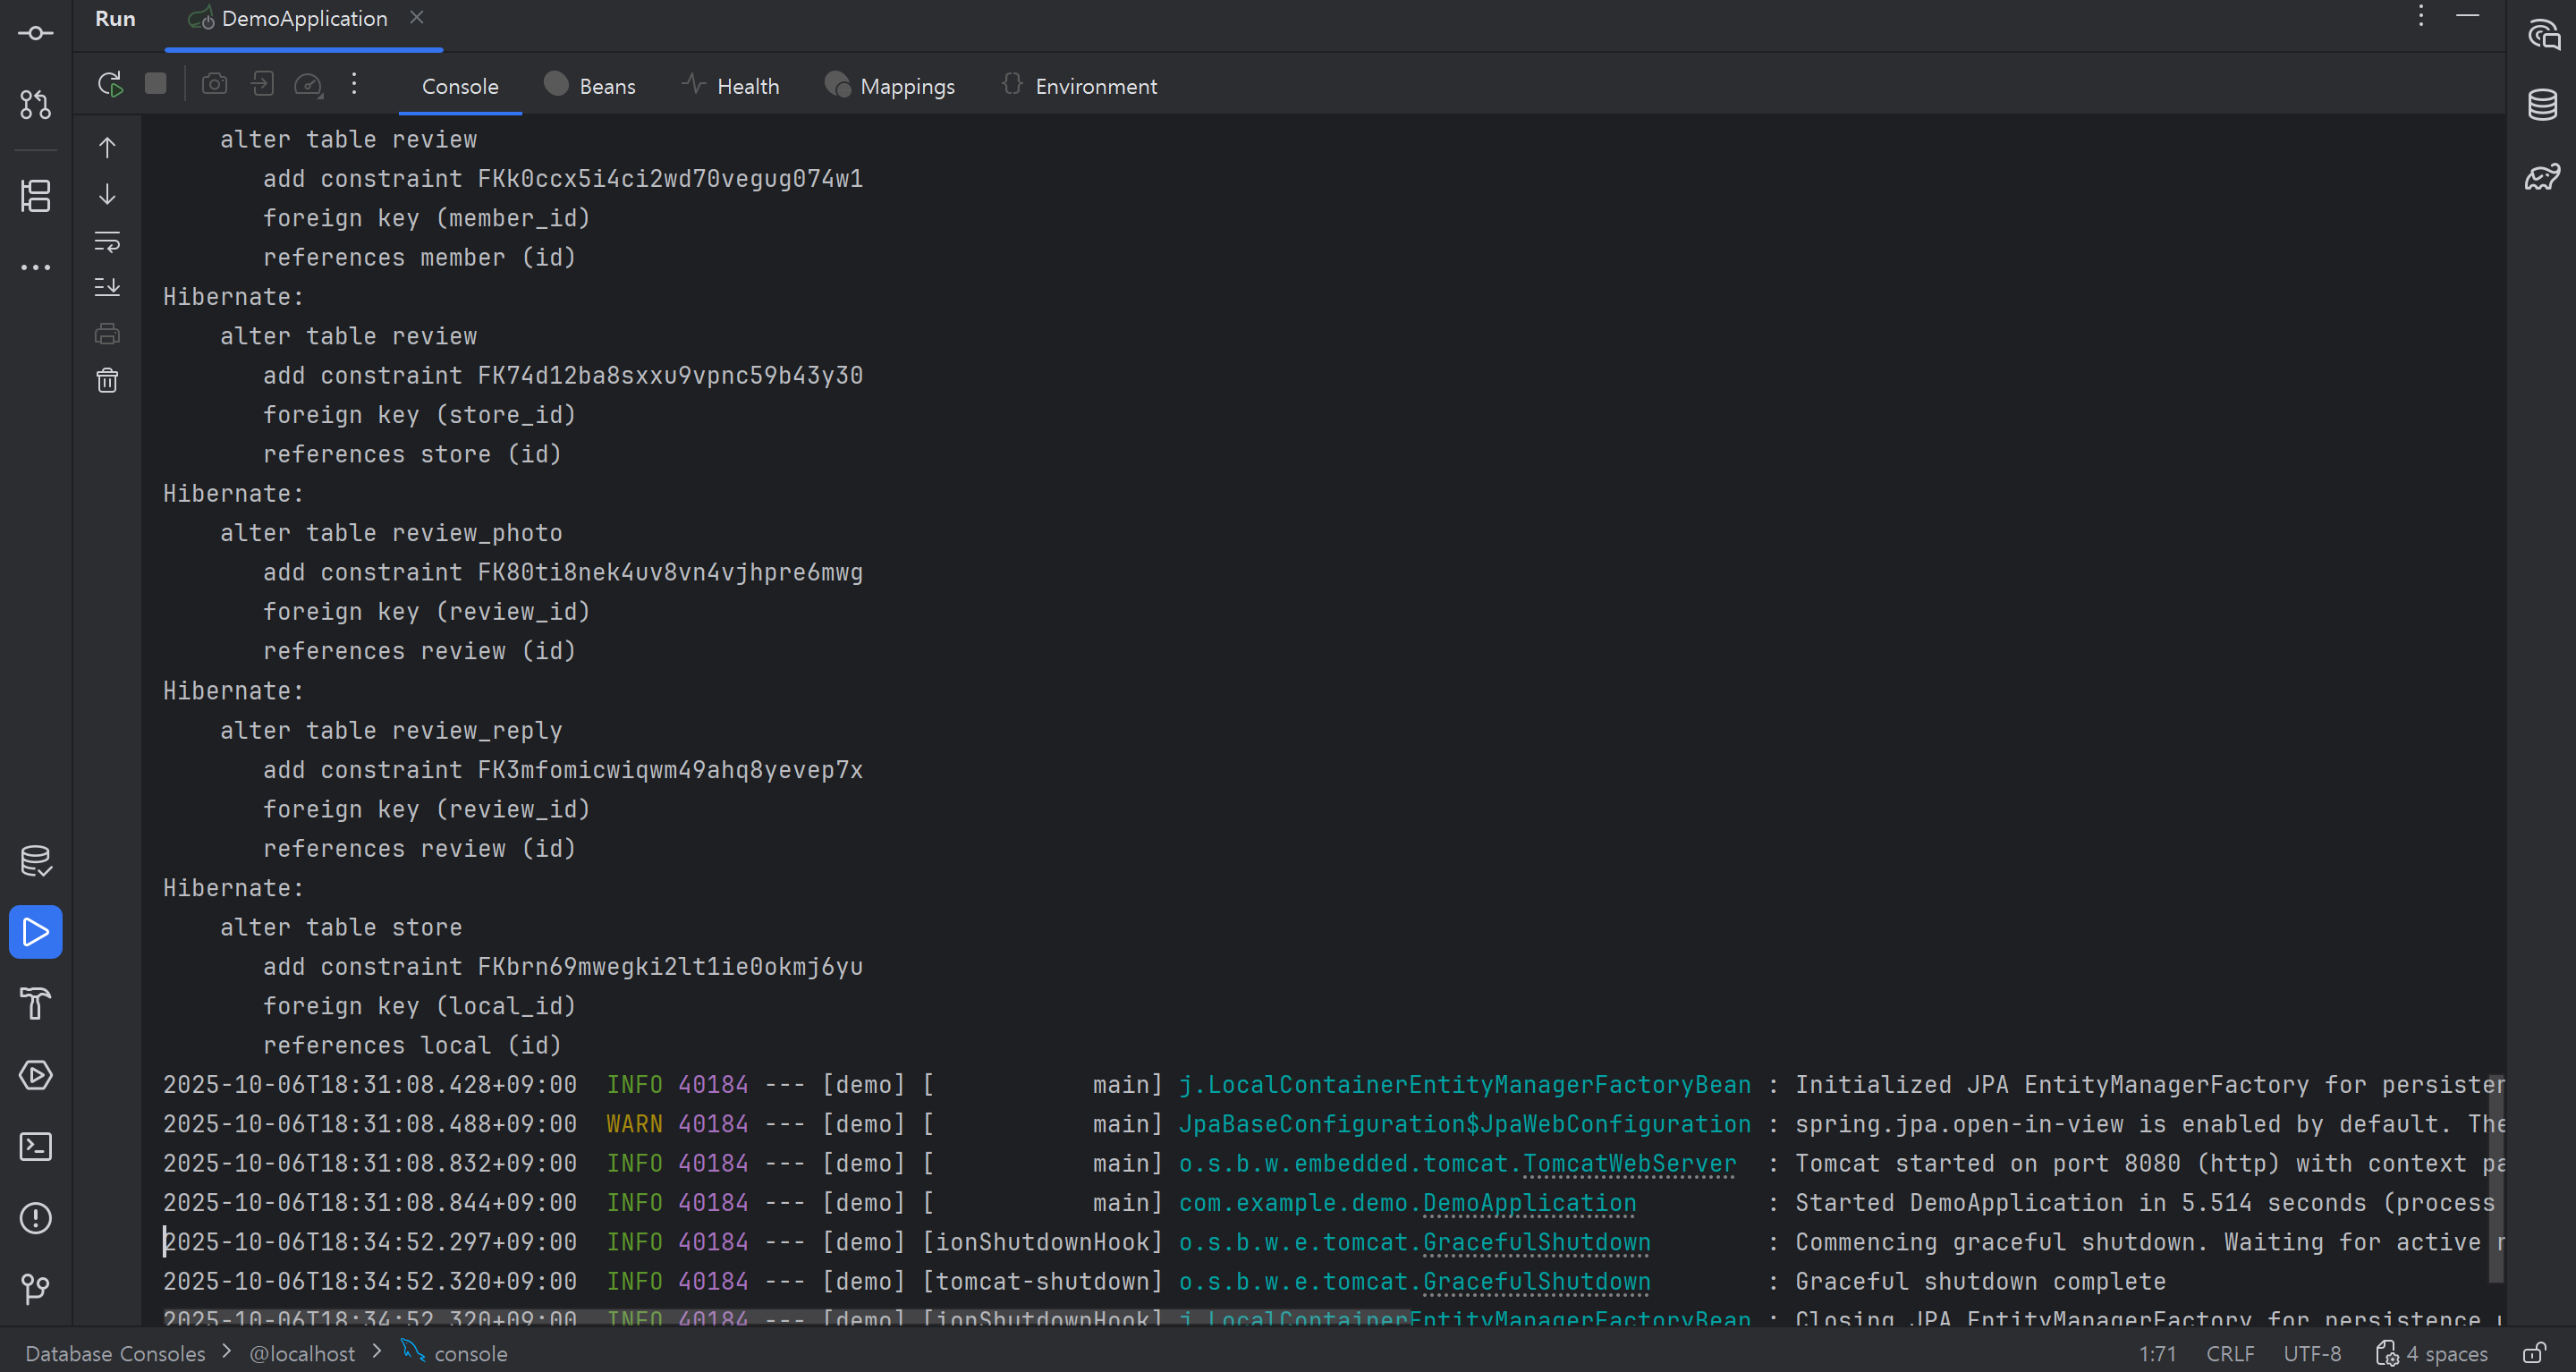 Run DemoApplication
Console Beans Health Mappings Environment
alter table review
add constraint FKk0ccx5i4ci2wd70vegug074w1
foreign key (member_id)
references member (id)
Hibernate:
alter table review
add constraint FK74d12ba8sxxu9vpnc59b43y30
foreign key (store_id)
references store (id)
Hibernate:
alter table review_photo
add constraint FK80ti8nek4uv8vn4vjhpre6mwg
foreign key (review_id)
references review (id)
Hibernate:
alter table review_reply
add constraint FK3mfomicwiqwm49ahq8yevep7x
foreign key (review_id)
references review (id)
Hibernate:
alter table store
add constraint FKbrn69mwegki2lt1ie0okmj6yu
foreign key (local_id)
references local (id)
2025-10-06T18:31:08.428+09:00 INFO 40184 --- [demo] [ main] j.LocalContainerEntityManagerFactoryBean : Initialized JPA EntityManagerFactory for persisten
2025-10-06T18:31:08.488+09:00 WARN 40184 --- [demo] [ main] JpaBaseConfiguration$JpaWebConfiguration : spring.jpa.open-in-view is enabled by default. The
2025-10-06T18:31:08.832+09:00 INFO 40184 --- [demo] [ main] o.s.b.w.embedded.tomcat.TomcatWebServer : Tomcat started on port 8080 (http) with context pa
2025-10-06T18:31:08.844+09:00 INFO 40184 --- [demo] [ main] com.example.demo.DemoApplication : Started DemoApplication in 5.514 seconds (process
2025-10-06T18:34:52.297+09:00 INFO 40184 --- [demo] [ionShutdownHook] o.s.b.w.e.tomcat.GracefulShutdown : Commencing graceful shutdown. Waiting for active
2025-10-06T18:34:52.320+09:00 INFO 40184 --- [demo] [tomcat-shutdown] o.s.b.w.e.tomcat.GracefulShutdown : Graceful shutdown complete
2025-10-06T18:34:52.320+09:00 INFO 40184 --- [demo] [ionShutdownHook] j.LocalContainerEntityManagerFactoryBean : Closing JPA EntityManagerFactory for persistence
Database Consoles > @localhost > console 1:71 CRLF UTF-8 4 spaces